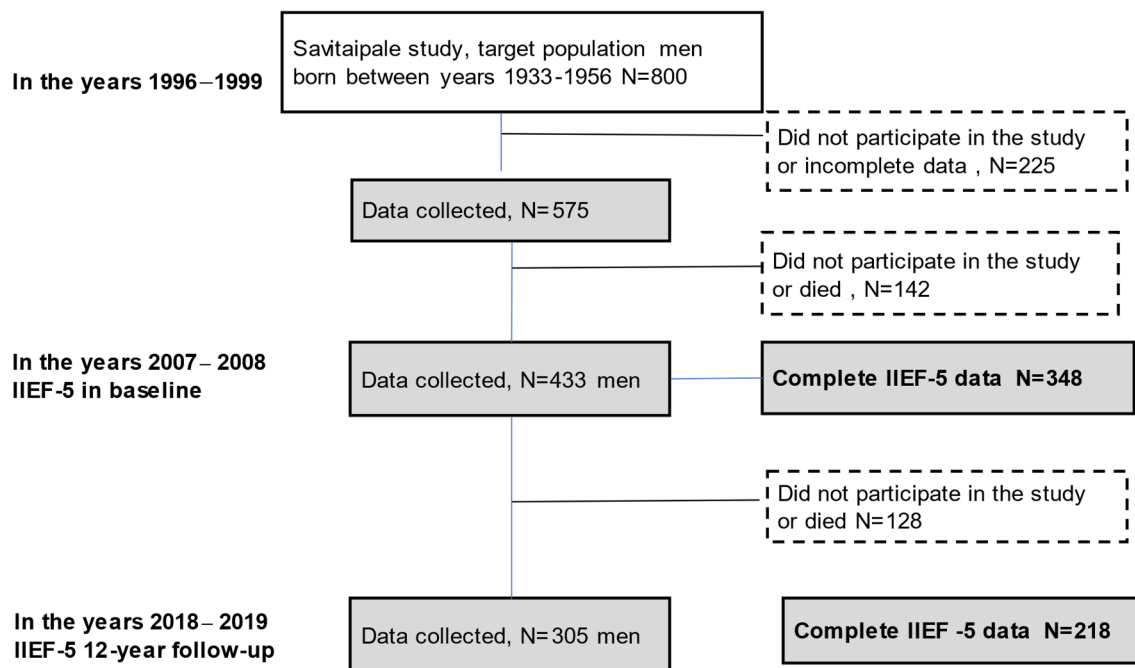 Savitaipale study, target population men
born between years 1933-1956 N=800
In the years 1996–1999
Did not participate in the study
or incomplete data , N=225
Data collected, N=575
Did not participate in the study
or died , N=142
In the years 2007– 2008
IIEF-5 in baseline
Data collected, N=433 men
Complete IIEF-5 data N=348
Did not participate in the study
or died N=128
In the years 2018– 2019
IIEF-5 12-year follow-up
Data collected, N=305 men
Complete IIEF -5 data N=218